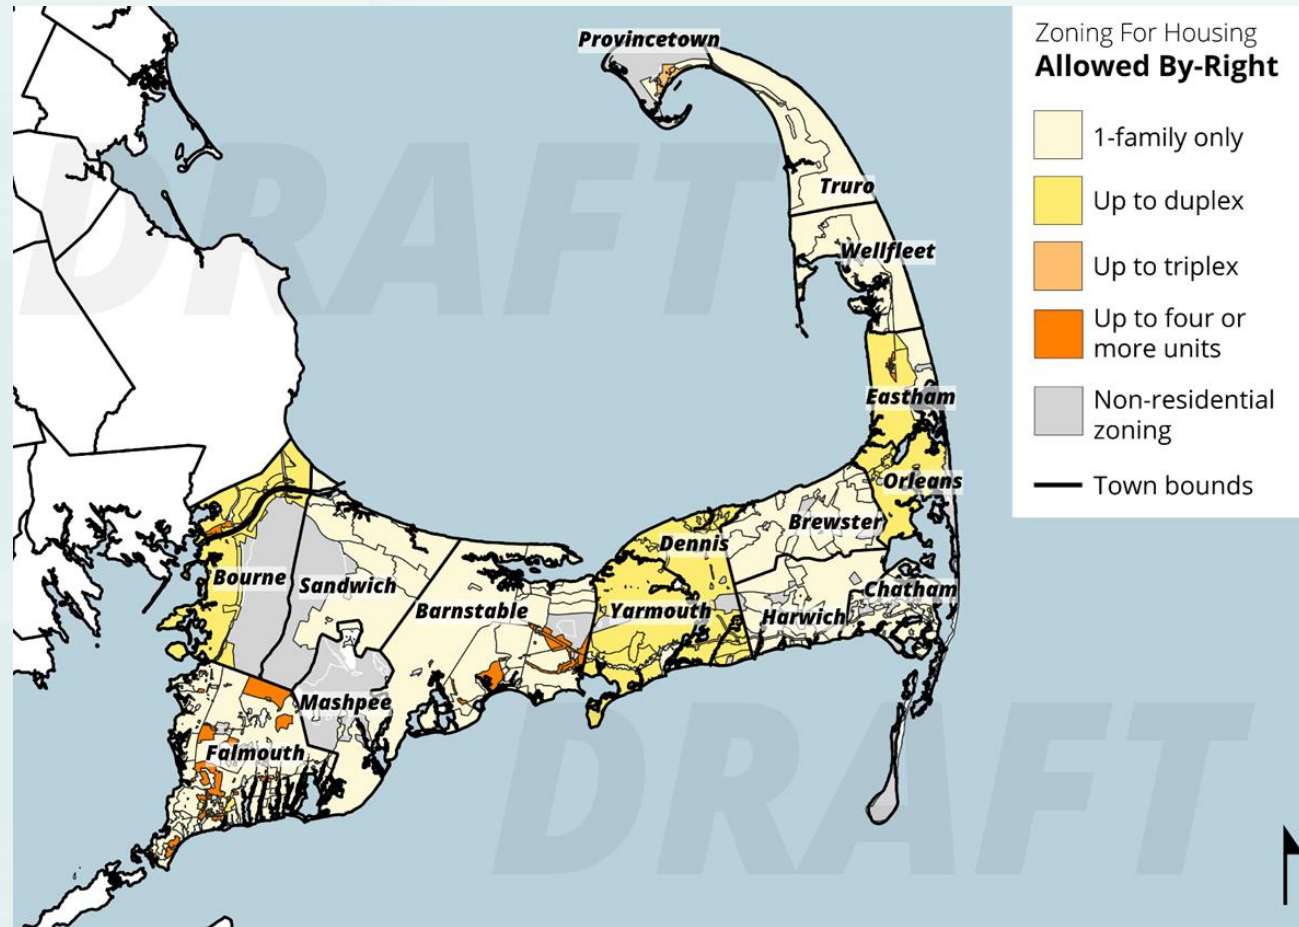 Zoning For Housing
Allowed By-Right
1-family only
Up to duplex
Up to triplex
Up to four or
more units
Non-residential
zoning
Town bounds
DRAFT
Provincetown
Truro
Wellfleet
Eastham
Orleans
Brewster
Dennis
Chatham
Harwich
Yarmouth
Barnstable
Sandwich
Bourne
Mashpee
Falmouth
DRAFT